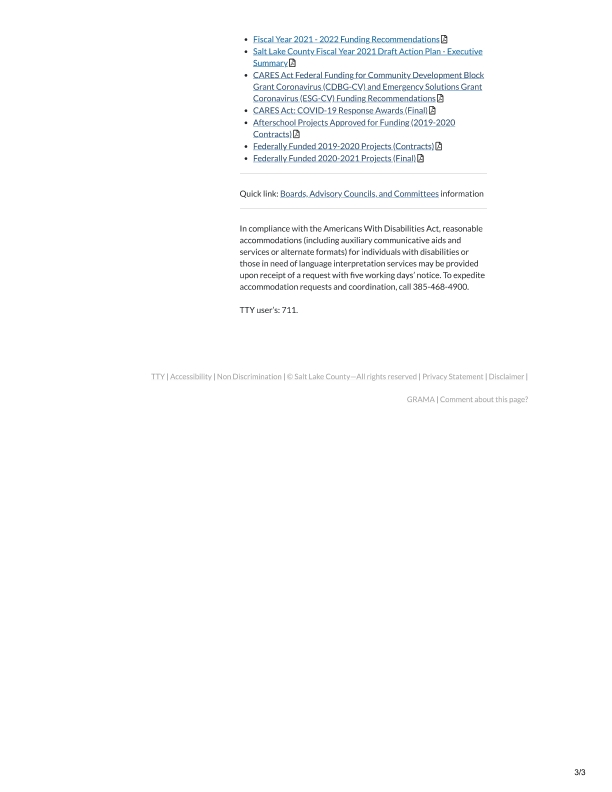 • Fiscal Year 2021 - 2022 Funding Recommendations
• Salt Lake County Fiscal Year 2021 Draft Action Plan - Executive
Summary
• CARES Act Federal Funding for Community Development Block
Grant Coronavirus (CDBG-CV) and Emergency Solutions Grant
Coronavirus (ESG-CV) Funding Recommendations
• CARES Act: COVID-19 Response Awards (Final)
• Afterschool Projects Approved for Funding (2019-2020
Contracts)
• Federally Funded 2019-2020 Projects (Contracts)
• Federally Funded 2020-2021 Projects (Final)
Quick link: Boards, Advisory Councils, and Committees information
In compliance with the Americans With Disabilities Act, reasonable
accommodations (including auxiliary communicative aids and
services or alternate formats) for individuals with disabilities or
those in need of language interpretation services may be provided
upon receipt of a request with five working days' notice. To expedite
accommodation requests and coordination, call 385-468-4900.
TTY user's: 711.
TTY | Accessibility | Non Discrimination | © Salt Lake County—All rights reserved | Privacy Statement | Disclaimer |
GRAMA | Comment about this page?
3/3